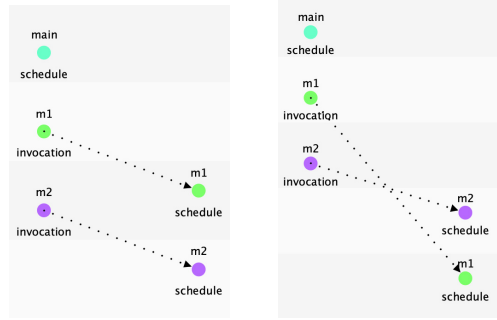 main
schedule
m1
invocation
m1
schedule
m2
invocation
m2
schedule
main
schedule
m1
invocation
m2
invocation
m2
schedule
m1
schedule